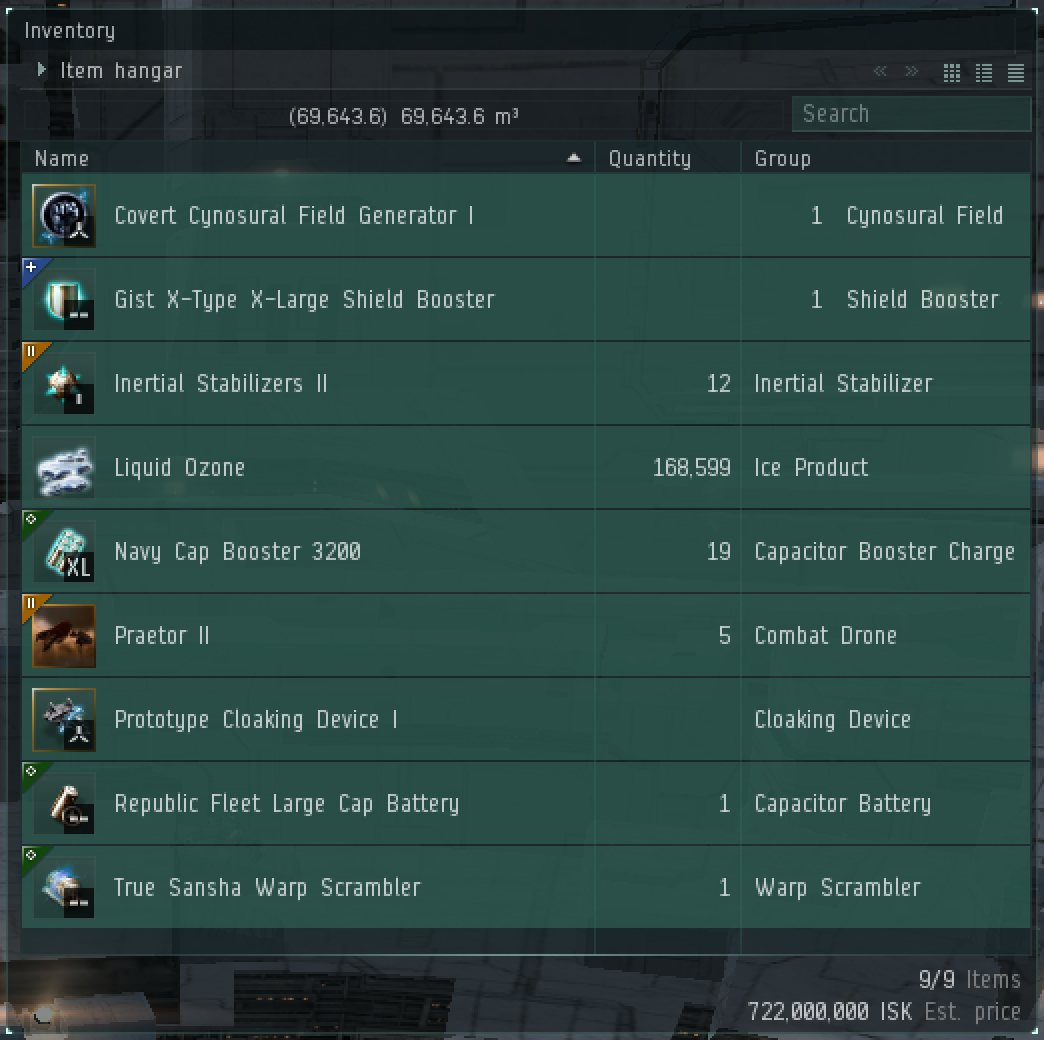 Inventory
Item hangar
(69,643.6) 69,643.6 m³
Search
Name Quantity Group
Covert Cynosural Field Generator I 1 Cynosural Field
Gist X-Type X-Large Shield Booster 1 Shield Booster
Inertial Stabilizers II 12 Inertial Stabilizer
Liquid Ozone 168,599 Ice Product
Navy Cap Booster 3200 19 Capacitor Booster Charge
XL
Praetor II 5 Combat Drone
Prototype Cloaking Device I Cloaking Device
Republic Fleet Large Cap Battery 1 Capacitor Battery
True Sansha Warp Scrambler 1 Warp Scrambler
9/9 Items
722,000,000 ISK Est. price